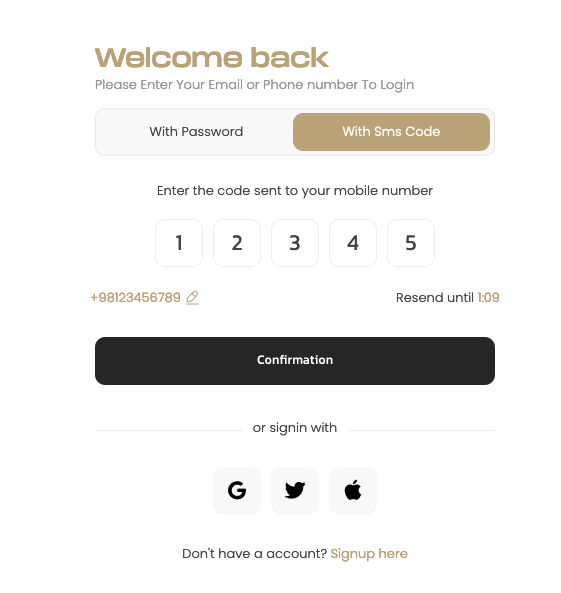 Welcome back
Please Enter Your Email or Phone number To Login
With Password With Sms Code
Enter the code sent to your mobile number
1 2 3 4 5
+98123456789 Resend until 1:09
Confirmation
or signin with
Don't have a account? Signup here